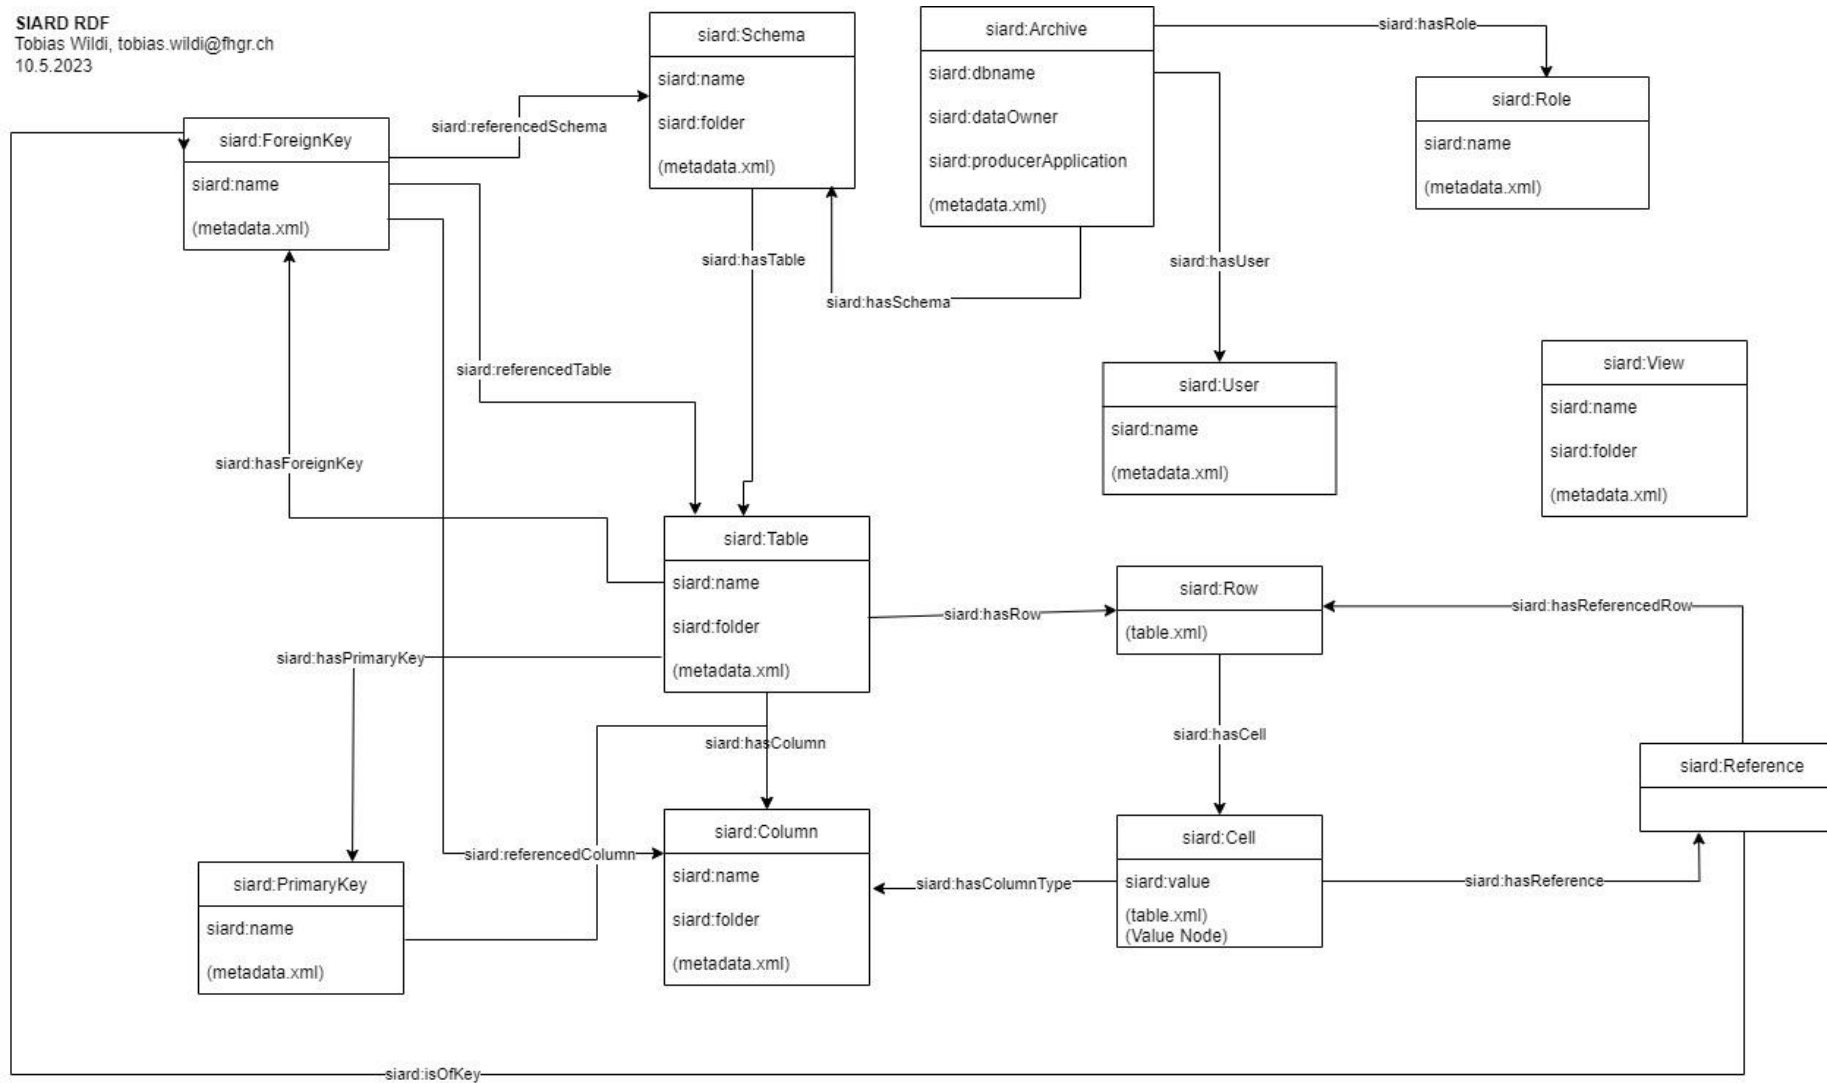 SIARD RDF
Tobias Wildi, tobias.wildi@fhgr.ch
10.5.2023
siard:Schema
siard:name
siard:folder
(metadata.xml)
siard:Archive
siard:dbname
siard:dataOwner
siard:producerApplication
(metadata.xml)
siard:hasRole
siard:Role
siard:name
(metadata.xml)
siard:referencedSchema
siard:ForeignKey
siard:name
(metadata.xml)
siard:hasTable
siard:hasUser
siard:hasSchema
siard:referencedTable
siard:User
siard:name
(metadata.xml)
siard:View
siard:name
siard:folder
(metadata.xml)
siard:hasForeignKey
siard:Table
siard:name
siard:folder
(metadata.xml)
siard:hasRow
siard:Row
(table.xml)
siard:hasReferencedRow
siard:hasPrimaryKey
siard:hasColumn
siard:hasCell
siard:Reference
siard:Column
siard:name
siard:folder
(metadata.xml)
siard:referencedColumn
siard:PrimaryKey
siard:name
(metadata.xml)
siard:hasColumnType
siard:Cell
siard:value
(table.xml)
(Value Node)
siard:hasReference
siard:isOfKey